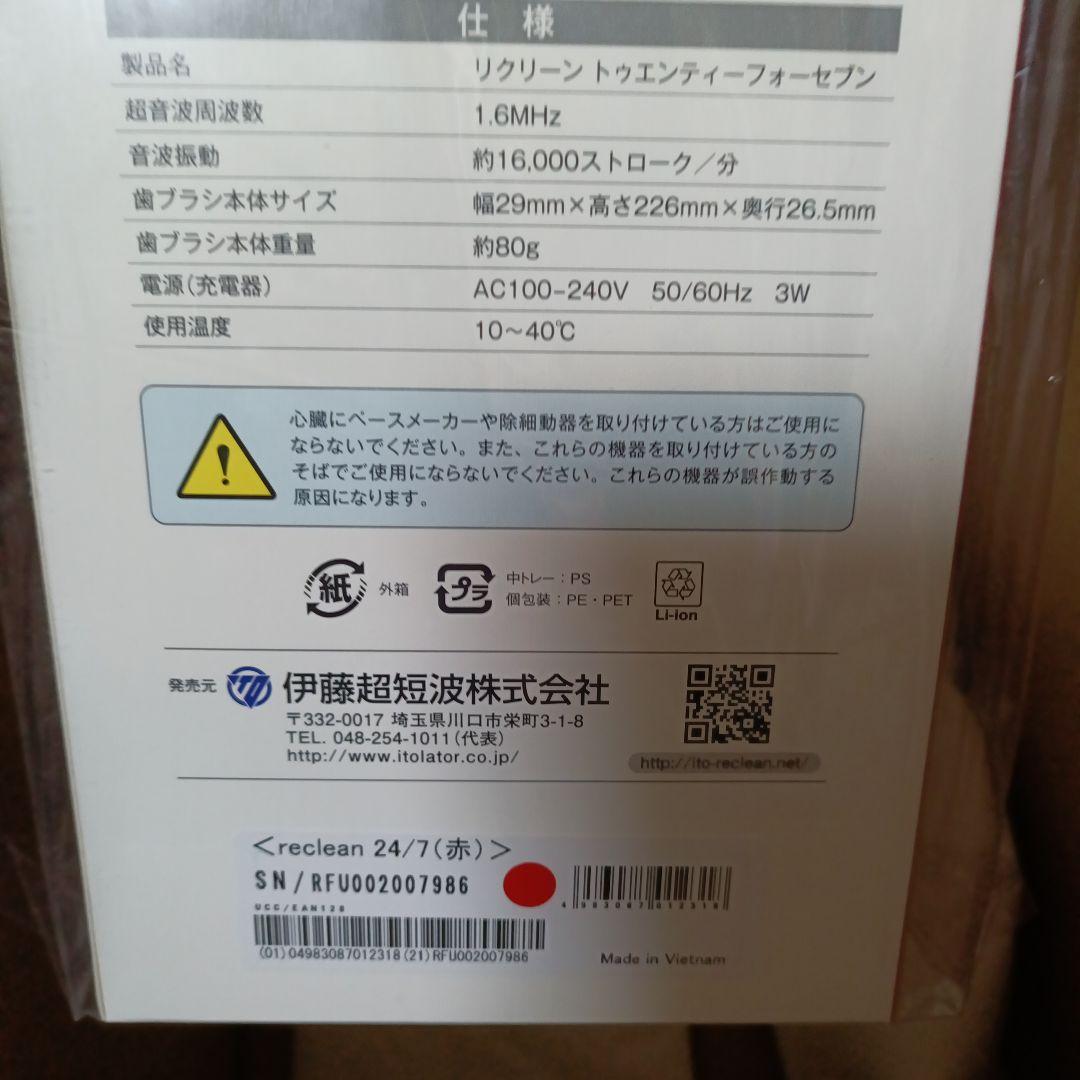 仕様
製品名 リクリーン トゥエンティーフォーセブン
超音波周波数 1.6MHz
音波振動 約16,000ストローク／分
歯ブラシ本体サイズ 幅29mm×高さ226mm×奥行26.5mm
歯ブラシ本体重量 約80g
電源（充電器） AC100-240V 50/60Hz 3W
使用温度 10～40℃
心臓にペースメーカーや除細動器を取り付けている方はご使用に
ならないでください。また、これらの機器を取り付けている方の
そばでご使用にならないでください。これらの機器が誤作動する
原因になります。
紙 外箱
プラ 中トレー：PS
個包装：PE・PET
Li-ion
発売元 伊藤超短波株式会社
〒332-0017 埼玉県川口市栄町3-1-8
TEL. 048-254-1011（代表）
http://www.itolator.co.jp/
http://ito-reclean.net/
＜reclean 24/7（赤）＞
SN/RFU002007986
4 983087 012318
UCC/EAN128
(01)04983087012318(21)RFU002007986
Made in Vietnam